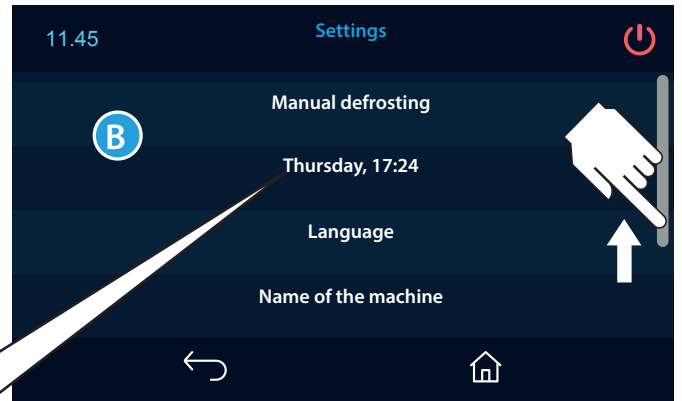 11.45
Settings
Manual defrosting
B
Thursday, 17:24
Language
Name of the machine